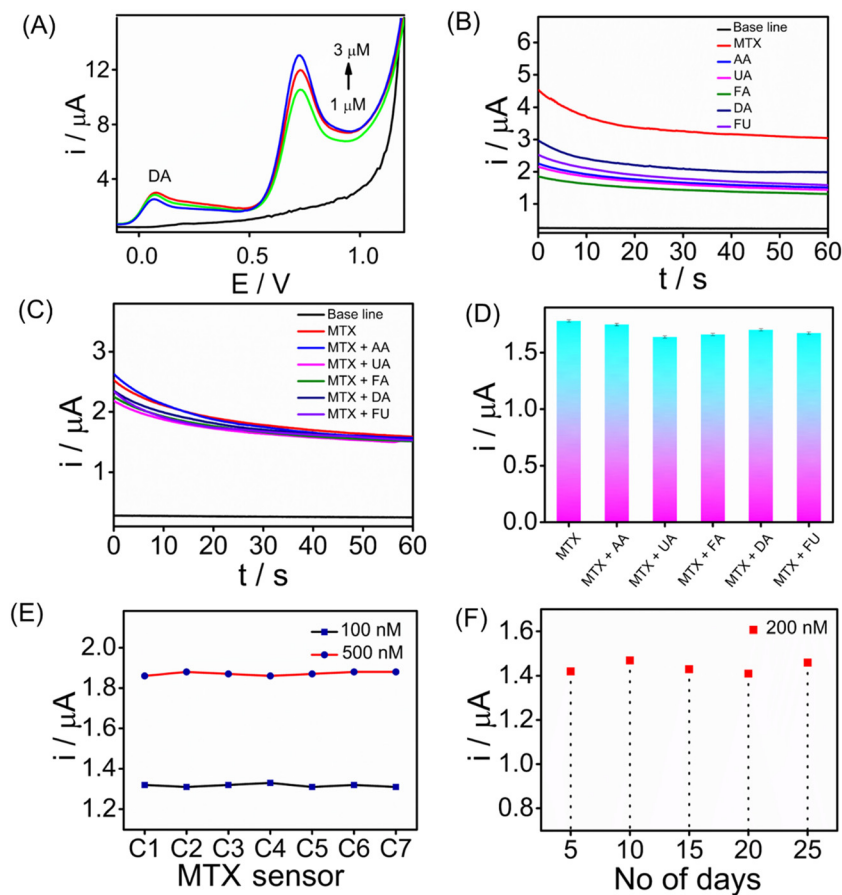 (A)
12
8
4
i / μA
DA
3 μM
1 μM
0.0
0.5
1.0
E / V
(B)
6
5
4
3
2
1
i / μA
Base line
MTX
AA
UA
FA
DA
FU
0
10
20
30
40
50
60
t / s
(C)
3
2
1
i / μA
Base line
MTX
MTX + AA
MTX + UA
MTX + FA
MTX + DA
MTX + FU
0
10
20
30
40
50
60
t / s
(D)
1.5
1.0
0.5
0.0
i / μA
MTX
MTX + AA
MTX + UA
MTX + FA
MTX + DA
MTX + FU
(E)
2.0
1.8
1.6
1.4
1.2
i / μA
100 nM
500 nM
C1 C2 C3 C4 C5 C6 C7
MTX sensor
(F)
1.6
1.4
1.2
1.0
0.8
i / μA
200 nM
5
10
15
20
25
No of days